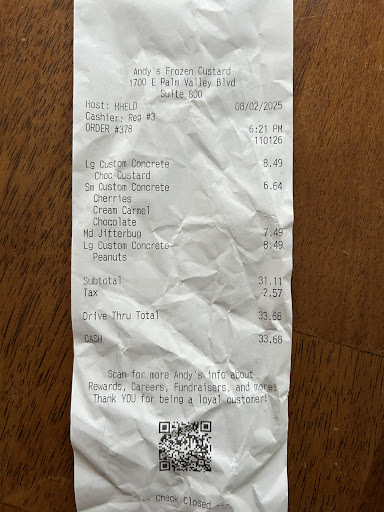 Andy's Frozen Custard
1700 E Palm Valley Blvd
Suite 800
Host: HHELD 08/02/2025
Cashier: Reg #3
ORDER #378 6:21 PM
110126
Lg Custom Concrete 8.49
Choc Custard
Sm Custom Concrete 6.64
Cherries
Cream Carmel
Chocolate
Md Jitterbug 7.49
Lg Custom Concrete 8.49
Peanuts
Subtotal 31.11
Tax 2.57
Drive Thru Total 33.68
CASH 33.68
Scan for more Andy's info about
Rewards, Careers, Fundraisers, and more.
Thank YOU for being a loyal customer!
--- Check Closed ---